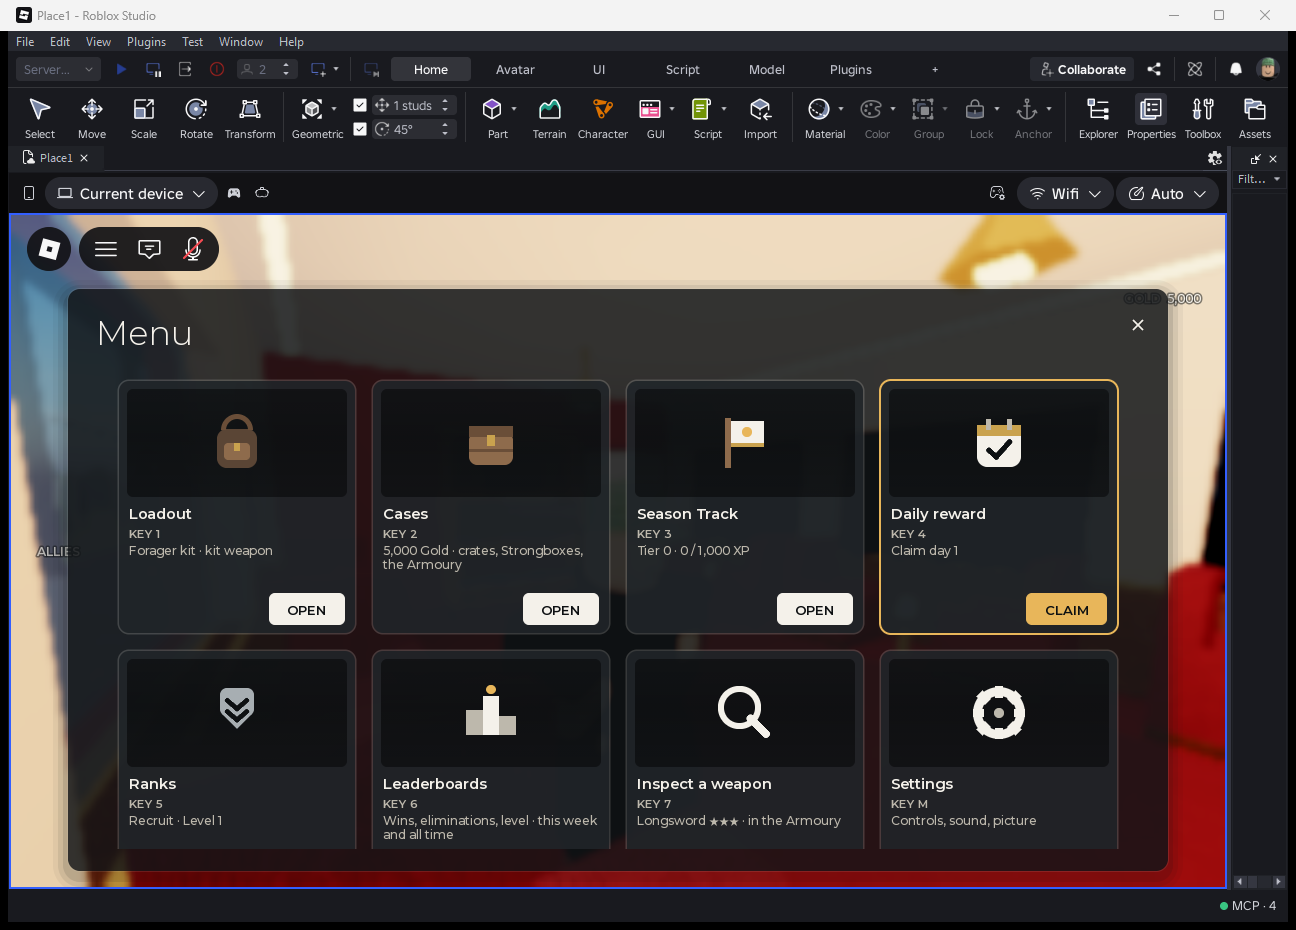 Place1 - Roblox Studio
File Edit View Plugins Test Window Help
Server... 2 Home Avatar UI Script Model Plugins + Collaborate
1 studs
45°
Select Move Scale Rotate Transform Geometric Part Terrain Character GUI Script Import Material Color Group Lock Anchor Explorer Properties Toolbox Assets
Place1
Filt...
Current device Wifi Auto
GOLD 5,000
Menu
ALLIES
Loadout
KEY 1
Forager kit · kit weapon
OPEN
Cases
KEY 2
5,000 Gold · crates, Strongboxes,
the Armoury
OPEN
Season Track
KEY 3
Tier 0 · 0 / 1,000 XP
OPEN
Daily reward
KEY 4
Claim day 1
CLAIM
Ranks
KEY 5
Recruit · Level 1
Leaderboards
KEY 6
Wins, eliminations, level · this week
and all time
Inspect a weapon
KEY 7
Longsword ★★★ · in the Armoury
Settings
KEY M
Controls, sound, picture
MCP · 4